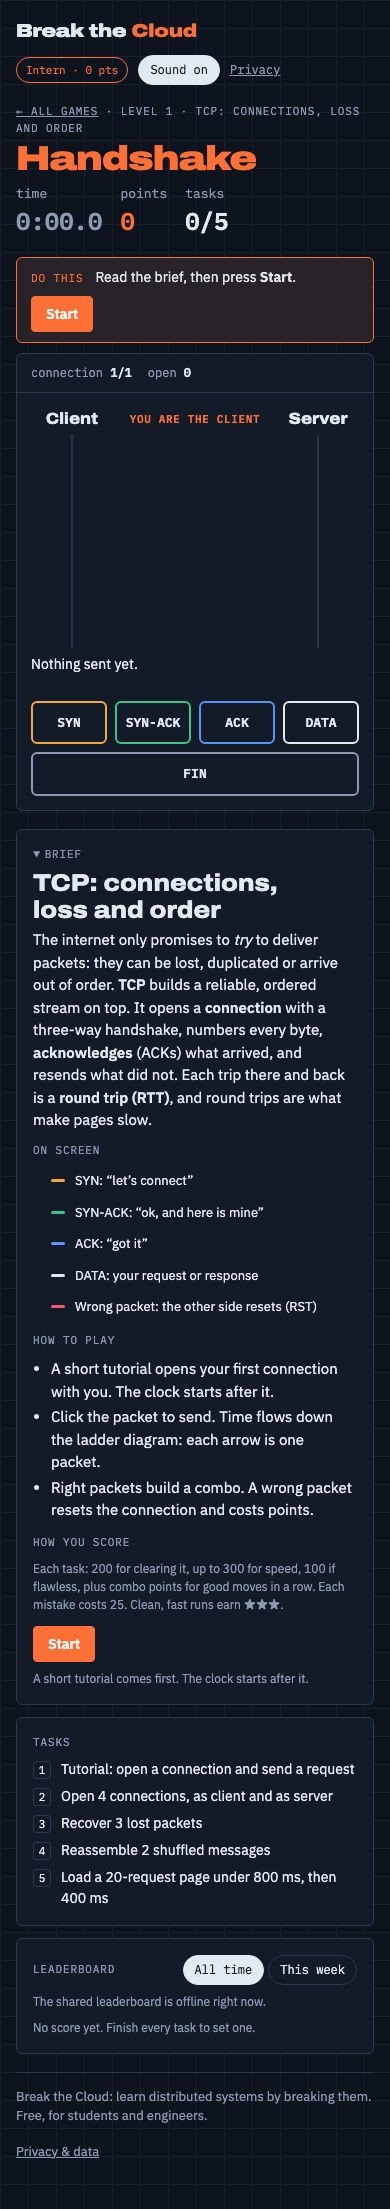 Break the Cloud
Intern · 0 pts
Sound on
Privacy
← ALL GAMES · LEVEL 1 · TCP: CONNECTIONS, LOSS
AND ORDER
Handshake
time points tasks
0:00.0 0 0/5
DO THIS Read the brief, then press Start.
Start
connection 1/1 open 0
Client YOU ARE THE CLIENT Server
Nothing sent yet.
SYN SYN-ACK ACK DATA
FIN
▼ BRIEF
TCP: connections,
loss and order
The internet only promises to try to deliver
packets: they can be lost, duplicated or arrive
out of order. TCP builds a reliable, ordered
stream on top. It opens a connection with a
three-way handshake, numbers every byte,
acknowledges (ACKs) what arrived, and
resends what did not. Each trip there and back
is a round trip (RTT), and round trips are what
make pages slow.
ON SCREEN
SYN: “let’s connect”
SYN-ACK: “ok, and here is mine”
ACK: “got it”
DATA: your request or response
Wrong packet: the other side resets (RST)
HOW TO PLAY
• A short tutorial opens your first connection
with you. The clock starts after it.
• Click the packet to send. Time flows down
the ladder diagram: each arrow is one
packet.
• Right packets build a combo. A wrong packet
resets the connection and costs points.
HOW YOU SCORE
Each task: 200 for clearing it, up to 300 for speed, 100 if
flawless, plus combo points for good moves in a row. Each
mistake costs 25. Clean, fast runs earn ★★★.
Start
A short tutorial comes first. The clock starts after it.
TASKS
1 Tutorial: open a connection and send a request
2 Open 4 connections, as client and as server
3 Recover 3 lost packets
4 Reassemble 2 shuffled messages
5 Load a 20-request page under 800 ms, then
400 ms
LEADERBOARD All time This week
The shared leaderboard is offline right now.
No score yet. Finish every task to set one.
Break the Cloud: learn distributed systems by breaking them.
Free, for students and engineers.
Privacy & data